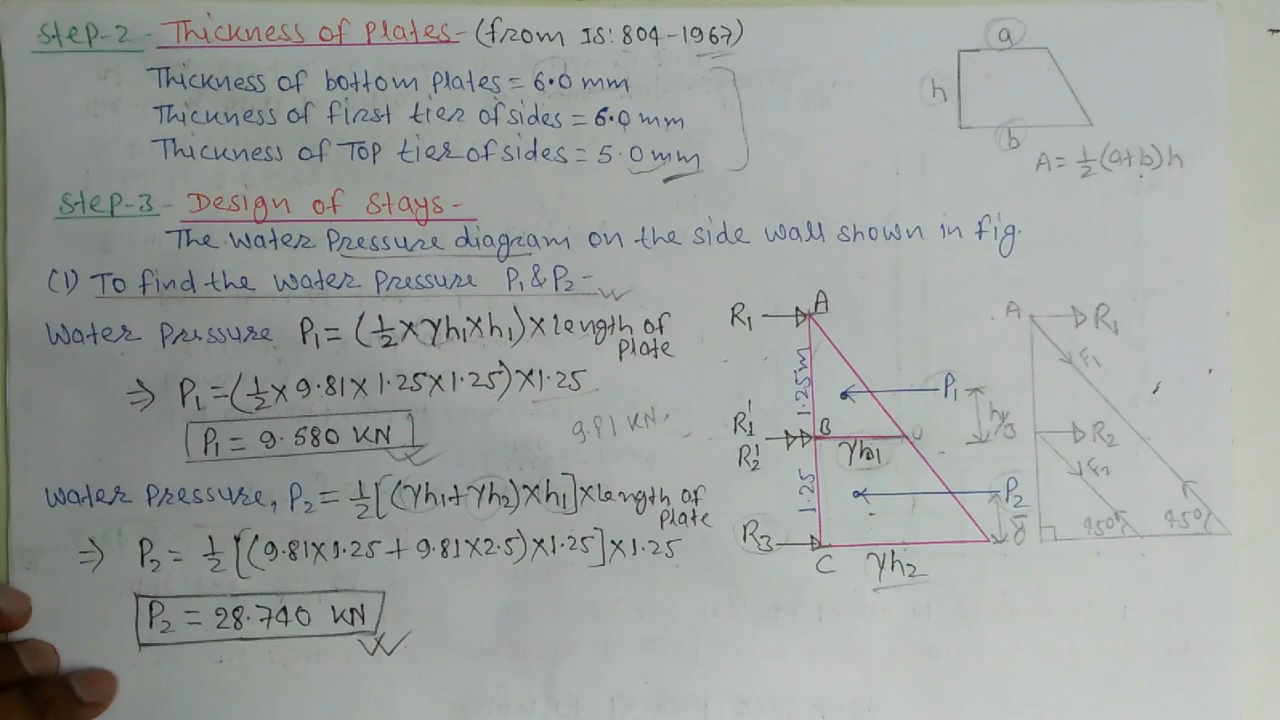 Step-2 - Thickness of plates - (from IS: 804-1967)
Thickness of bottom plates = 6.0 mm
Thickness of first tier of sides = 6.0 mm
Thickness of Top tier of sides = 5.0 mm
a
h
b
A = 1/2 (a+b) h
Step-3 - Design of stays -
The water Pressure diagram on the side wall shown in fig.
(1) To find the water Pressure P₁ & P₂ -
Water Pressure P₁ = (1/2 × γh₁ × h₁) × length of plate
⇒ P₁ = (1/2 × 9.81 × 1.25 × 1.25) × 1.25
P₁ = 9.580 KN
9.81 KN.
Water Pressure, P₂ = 1/2 [(γh₁ + γh₂) × h₁] × length of plate
⇒ P₂ = 1/2 [(9.81 × 1.25 + 9.81 × 2.5) × 1.25] × 1.25
P₂ = 28.740 KN
R₁ A
1.25m
P₁
h/3
R₁'
R₂'
B
γh₁
1.25
P₂
ȳ
R₃
C γh₂
A R₁
F₁
R₂
F₂
45° 45°